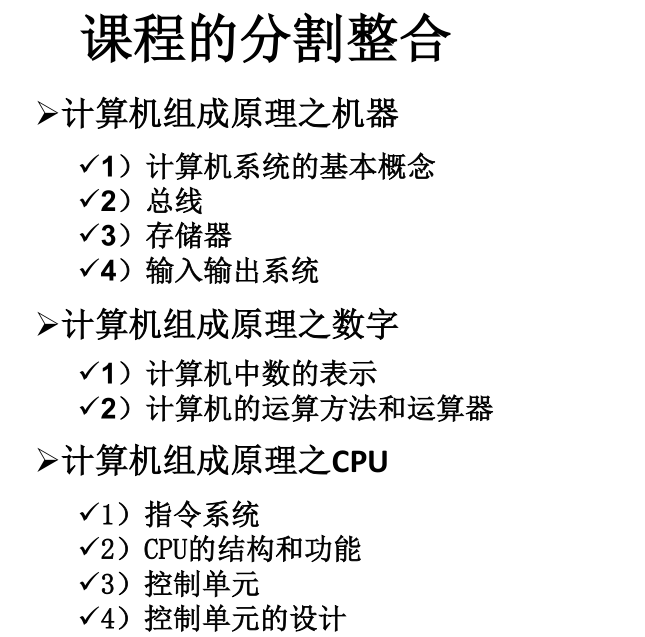 课程的分割整合
➢计算机组成原理之机器
✓1）计算机系统的基本概念
✓2）总线
✓3）存储器
✓4）输入输出系统
➢计算机组成原理之数字
✓1）计算机中数的表示
✓2）计算机的运算方法和运算器
➢计算机组成原理之CPU
✓1）指令系统
✓2）CPU的结构和功能
✓3）控制单元
✓4）控制单元的设计